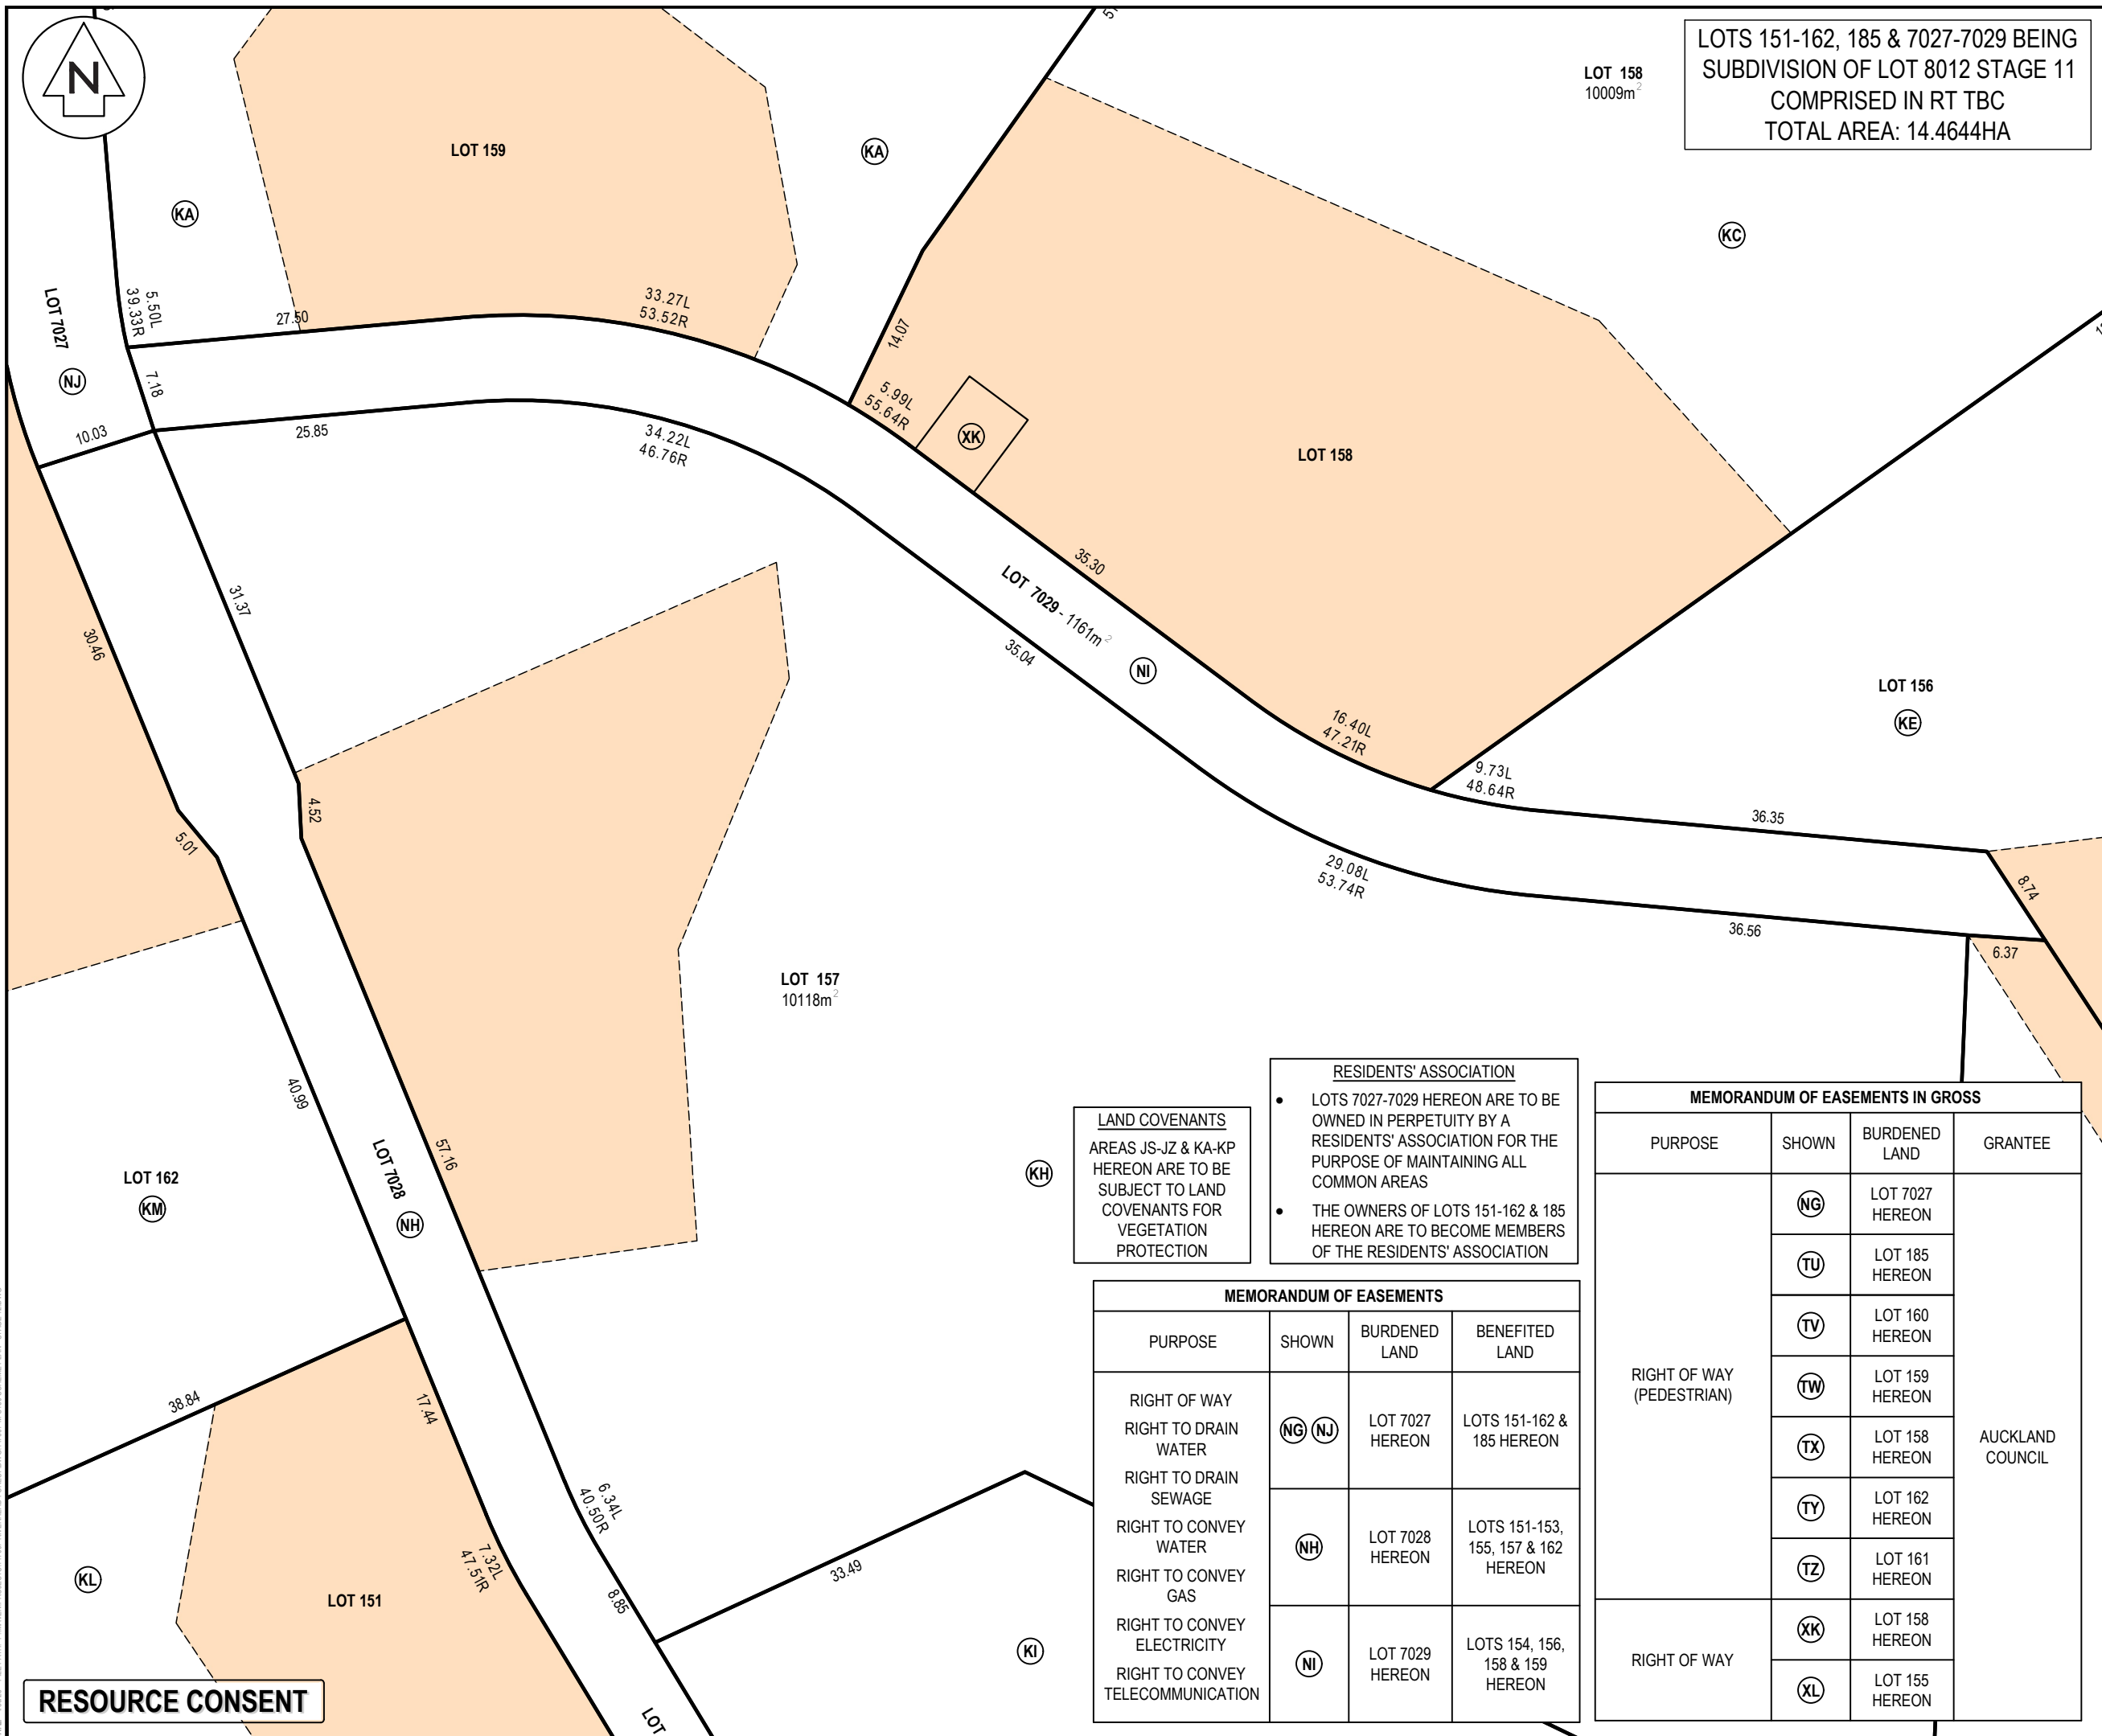 N
LOTS 151-162, 185 & 7027-7029 BEING
SUBDIVISION OF LOT 8012 STAGE 11
COMPRISED IN RT TBC
TOTAL AREA: 14.4644HA
LOT 158
10009m²
LOT 159
KA
KA
KC
LOT 7027
NJ
5.50L
39.33R
27.50
33.27L
53.52R
14.07
7.18
10.03
25.85
34.22L
46.76R
5.99L
55.64R
XK
LOT 158
35.30
LOT 7029 - 1161m²
NI
35.04
31.37
30.46
16.40L
47.21R
9.73L
48.64R
LOT 156
KE
36.35
4.52
5.01
29.08L
53.74R
36.56
8.74
6.37
LOT 157
10118m²
40.99
57.16
LOT 7028
NH
LOT 162
KM
KH
38.84
17.44
6.34L
40.50R
7.32L
47.51R
8.85
33.49
KL
LOT 151
KI
LOT
LAND COVENANTS
AREAS JS-JZ & KA-KP
HEREON ARE TO BE
SUBJECT TO LAND
COVENANTS FOR
VEGETATION
PROTECTION
RESIDENTS' ASSOCIATION
• LOTS 7027-7029 HEREON ARE TO BE
OWNED IN PERPETUITY BY A
RESIDENTS' ASSOCIATION FOR THE
PURPOSE OF MAINTAINING ALL
COMMON AREAS
• THE OWNERS OF LOTS 151-162 & 185
HEREON ARE TO BECOME MEMBERS
OF THE RESIDENTS' ASSOCIATION
MEMORANDUM OF EASEMENTS
PURPOSE SHOWN BURDENED LAND BENEFITED LAND
RIGHT OF WAY
RIGHT TO DRAIN
WATER
RIGHT TO DRAIN
SEWAGE
RIGHT TO CONVEY
WATER
RIGHT TO CONVEY
GAS
RIGHT TO CONVEY
ELECTRICITY
RIGHT TO CONVEY
TELECOMMUNICATION
NG NJ LOT 7027 HEREON LOTS 151-162 & 185 HEREON
NH LOT 7028 HEREON LOTS 151-153, 155, 157 & 162 HEREON
NI LOT 7029 HEREON LOTS 154, 156, 158 & 159 HEREON
MEMORANDUM OF EASEMENTS IN GROSS
PURPOSE SHOWN BURDENED LAND GRANTEE
RIGHT OF WAY
(PEDESTRIAN)
NG LOT 7027 HEREON
TU LOT 185 HEREON
TV LOT 160 HEREON
TW LOT 159 HEREON
TX LOT 158 HEREON
TY LOT 162 HEREON
TZ LOT 161 HEREON
RIGHT OF WAY
XK LOT 158 HEREON
XL LOT 155 HEREON
AUCKLAND
COUNCIL
RESOURCE CONSENT